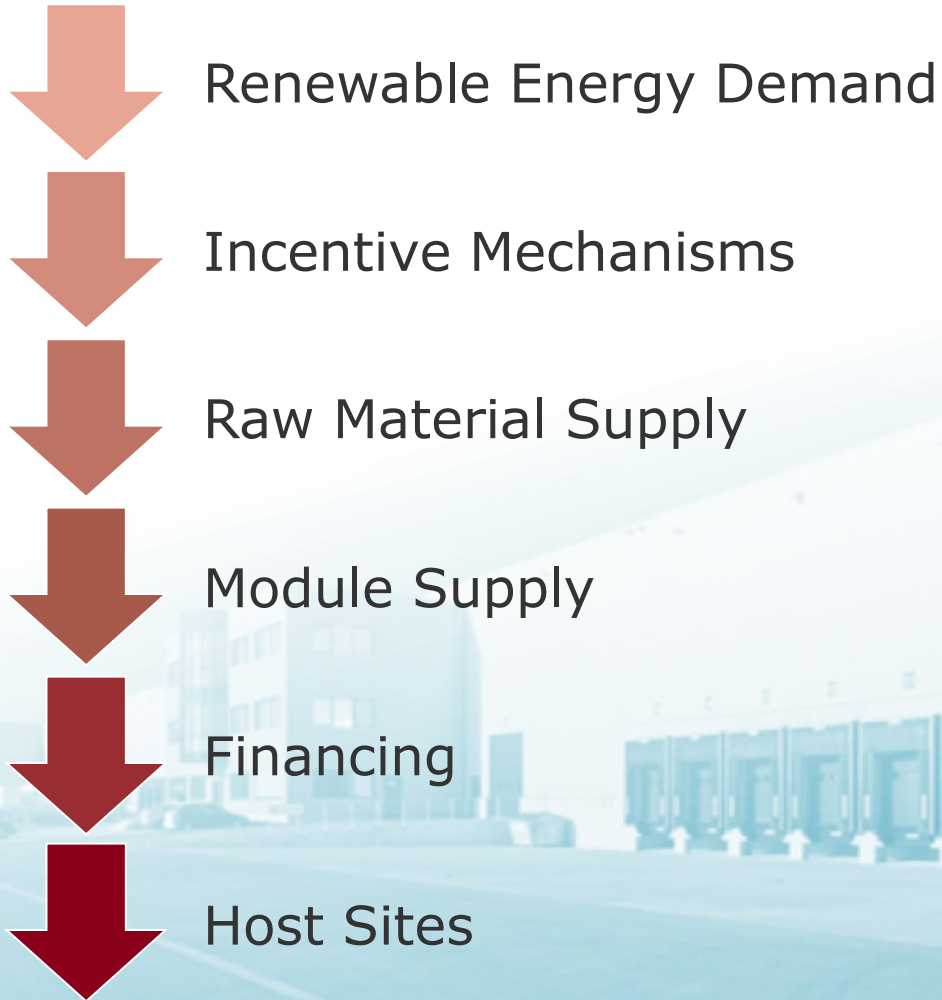 Renewable Energy Demand
Incentive Mechanisms
Raw Material Supply
Module Supply
Financing
Host Sites